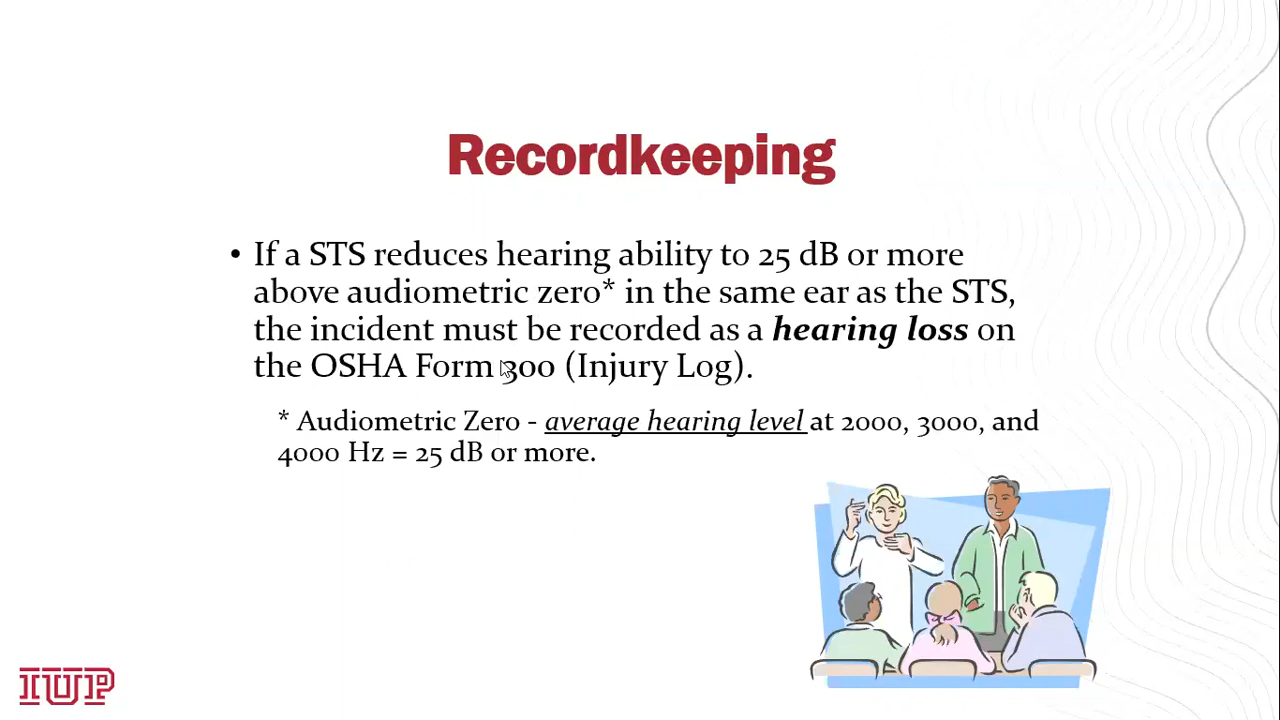 Recordkeeping
• If a STS reduces hearing ability to 25 dB or more
above audiometric zero* in the same ear as the STS,
the incident must be recorded as a hearing loss on
the OSHA Form 300 (Injury Log).
* Audiometric Zero - average hearing level at 2000, 3000, and
4000 Hz = 25 dB or more.
IUP